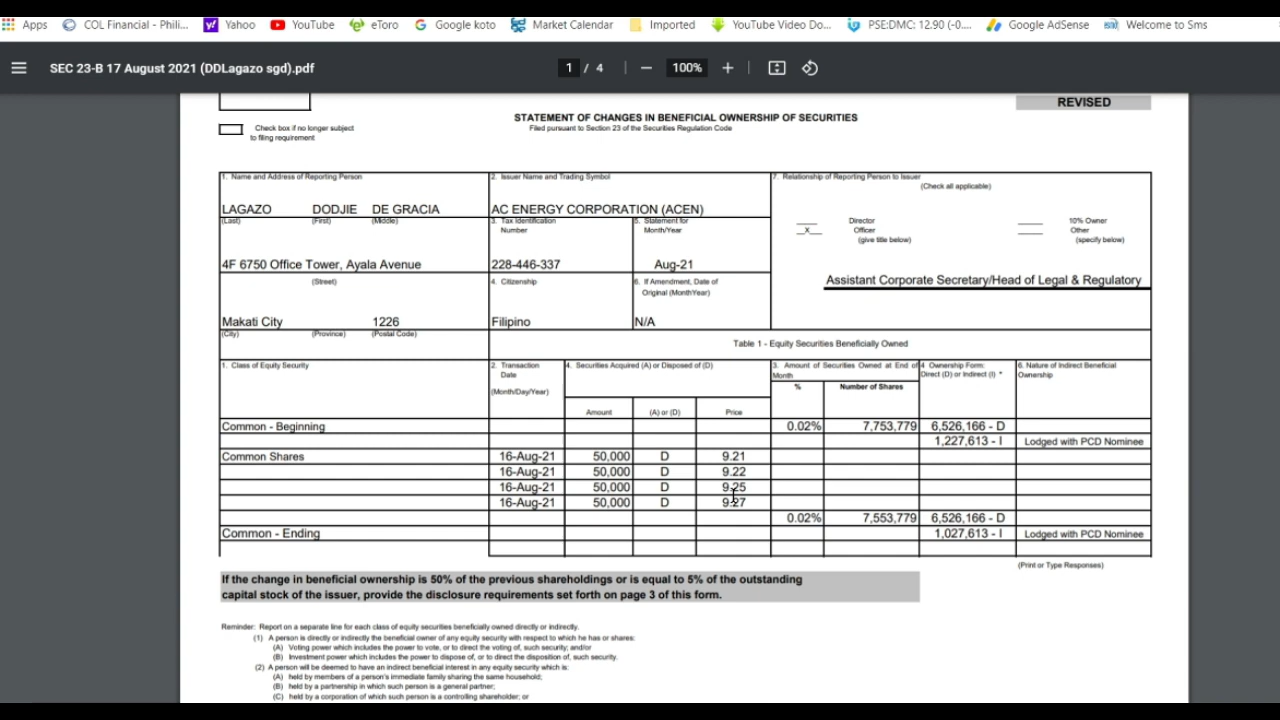 Apps COL Financial - Phili... Yahoo YouTube eToro Google koto Market Calendar Imported YouTube Video Do... PSE:DMC: 12.90 (-0.... Google AdSense Welcome to Sms
SEC 23-B 17 August 2021 (DDLagazo sgd).pdf 1 / 4 — 100% +
REVISED
STATEMENT OF CHANGES IN BENEFICIAL OWNERSHIP OF SECURITIES
Filed pursuant to Section 23 of the Securities Regulation Code
Check box if no longer subject
to filing requirement
1. Name and Address of Reporting Person 2. Issuer Name and Trading Symbol 7. Relationship of Reporting Person to Issuer
(Check all applicable)
LAGAZO DODJIE DE GRACIA AC ENERGY CORPORATION (ACEN)
(Last) (First) (Middle) 3. Tax Identification 5. Statement for Director 10% Owner
Number Month/Year X Officer Other
(give title below) (specify below)
4F 6750 Office Tower, Ayala Avenue 228-446-337 Aug-21
(Street) 4. Citizenship 6. If Amendment, Date of Assistant Corporate Secretary/Head of Legal & Regulatory
Original (MonthYear)
Makati City 1226 Filipino N/A
(City) (Province) (Postal Code)
Table 1 - Equity Securities Beneficially Owned
1. Class of Equity Security 2. Transaction 4. Securities Acquired (A) or Disposed of (D) 3. Amount of Securities Owned at End of 4 Ownership Form: 6. Nature of Indirect Beneficial
Date Month Direct (D) or Indirect (I) * Ownership
(Month/Day/Year) % Number of Shares
Amount (A) or (D) Price
Common - Beginning 0.02% 7,753,779 6,526,166 - D
1,227,613 - I Lodged with PCD Nominee
Common Shares 16-Aug-21 50,000 D 9.21
16-Aug-21 50,000 D 9.22
16-Aug-21 50,000 D 9.25
16-Aug-21 50,000 D 9.27
0.02% 7,553,779 6,526,166 - D
Common - Ending 1,027,613 - I Lodged with PCD Nominee
(Print or Type Responses)
If the change in beneficial ownership is 50% of the previous shareholdings or is equal to 5% of the outstanding
capital stock of the issuer, provide the disclosure requirements set forth on page 3 of this form.
Reminder: Report on a separate line for each class of equity securities beneficially owned directly or indirectly.
(1) A person is directly or indirectly the beneficial owner of any equity security with respect to which he has or shares:
(A) Voting power which includes the power to vote, or to direct the voting of, such security; and/or
(B) Investment power which includes the power to dispose of, or to direct the disposition of, such security.
(2) A person will be deemed to have an indirect beneficial interest in any equity security which is:
(A) held by members of a person's immediate family sharing the same household;
(B) held by a partnership in which such person is a general partner;
(C) held by a corporation of which such person is a controlling shareholder; or